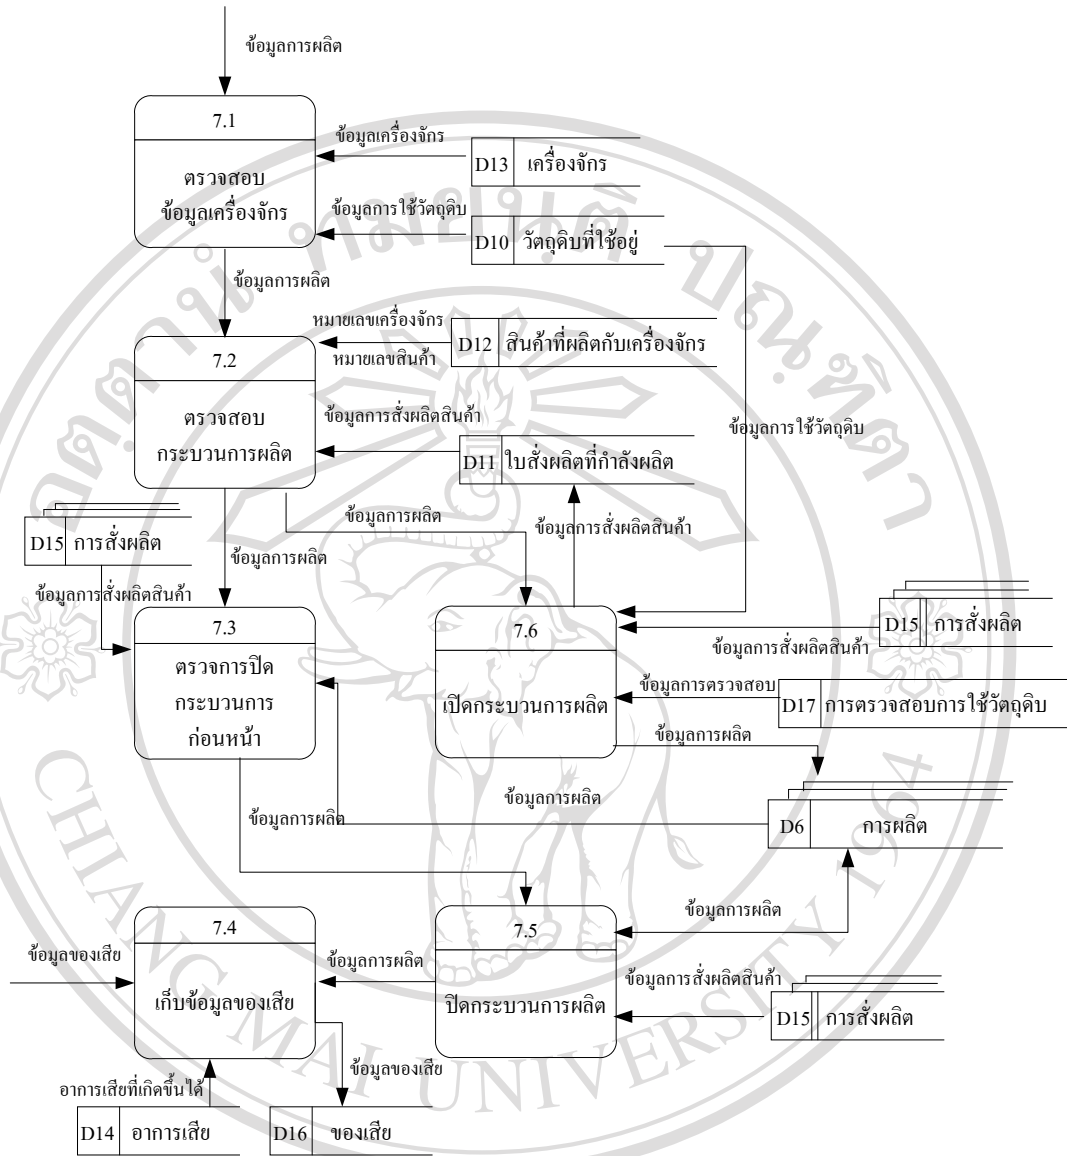 ข้อมูลการผลิต
7.1
ตรวจสอบ
ข้อมูลเครื่องจักร
ข้อมูลเครื่องจักร
D13 เครื่องจักร
ข้อมูลการใช้วัตถุดิบ
D10 วัตถุดิบที่ใช้อยู่
ข้อมูลการผลิต
7.2
ตรวจสอบ
กระบวนการผลิต
หมายเลขเครื่องจักร
หมายเลขสินค้า
D12 สินค้าที่ผลิตกับเครื่องจักร
ข้อมูลการสั่งผลิตสินค้า
D11 ใบสั่งผลิตที่กำลังผลิต
ข้อมูลการใช้วัตถุดิบ
ข้อมูลการผลิต
ข้อมูลการสั่งผลิตสินค้า
D15 การสั่งผลิต
ข้อมูลการผลิต
ข้อมูลการสั่งผลิตสินค้า
7.3
ตรวจการปิด
กระบวนการ
ก่อนหน้า
7.6
เปิดกระบวนการผลิต
D15 การสั่งผลิต
ข้อมูลการสั่งผลิตสินค้า
ข้อมูลการตรวจสอบ
D17 การตรวจสอบการใช้วัตถุดิบ
ข้อมูลการผลิต
ข้อมูลการผลิต
ข้อมูลการผลิต
D6 การผลิต
7.4
เก็บข้อมูลของเสีย
ข้อมูลของเสีย
ข้อมูลการผลิต
7.5
ปิดกระบวนการผลิต
ข้อมูลการผลิต
ข้อมูลการสั่งผลิตสินค้า
D15 การสั่งผลิต
ข้อมูลของเสีย
อาการเสียที่เกิดขึ้นได้
D14 อาการเสีย
D16 ของเสีย
CHIANG MAI UNIVERSITY 1964